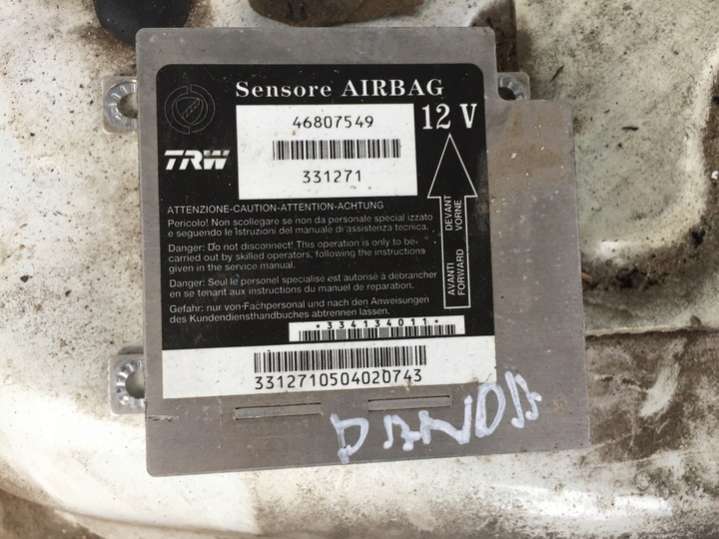 Sensore AIRBAG
46807549
12 V
TRW
331271
ATTENZIONE-CAUTION-ATTENTION-ACHTUNG
Pericolo! Non scollegare se non da personale special izzato
e seguendo le istruzioni del manuale di assistenza tecnica.
Danger: Do not disconnect! This operation is only to be-
carried out by skilled operators, following the instructions
given in the service manual.
Danger: Seul le personel specialise est autorisé à debrancher
en se tenant aux instructions du manuel de reparation.
Gefahr: nur von-Fachpersonal und nach den Anweisungen
des Kundendiensthandbuches abtrennen lassen.
AVANTI DEVANT
FORWARD VORNE
*334134011*
3312710504020743
PANDA